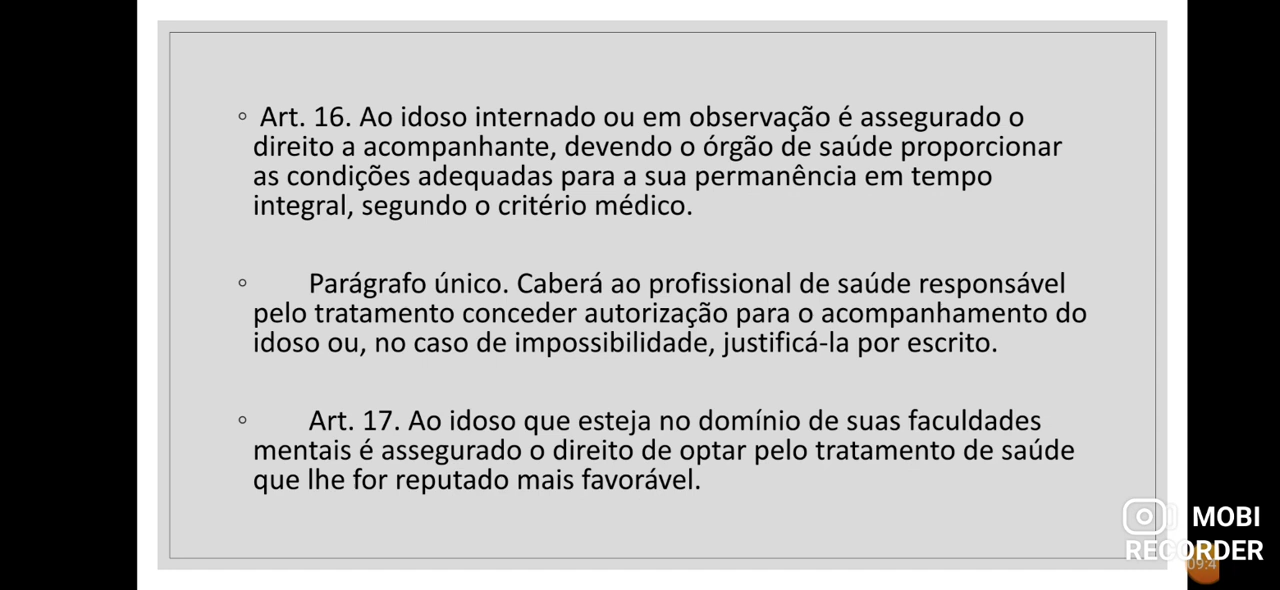 ◦ Art. 16. Ao idoso internado ou em observação é assegurado o
direito a acompanhante, devendo o órgão de saúde proporcionar
as condições adequadas para a sua permanência em tempo
integral, segundo o critério médico.
◦ Parágrafo único. Caberá ao profissional de saúde responsável
pelo tratamento conceder autorização para o acompanhamento do
idoso ou, no caso de impossibilidade, justificá-la por escrito.
◦ Art. 17. Ao idoso que esteja no domínio de suas faculdades
mentais é assegurado o direito de optar pelo tratamento de saúde
que lhe for reputado mais favorável.
MOBI
RECORDER